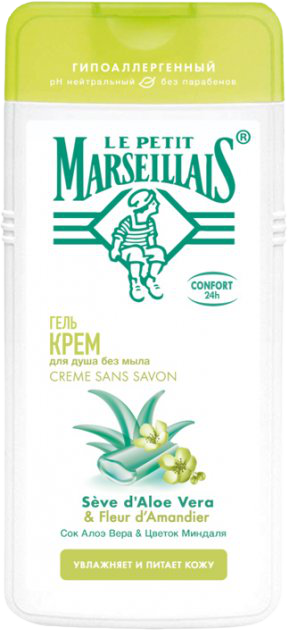 ГИПОАЛЛЕРГЕННЫЙ
pH нейтральный без парабенов
LE PETIT
MARSEILLAIS®
CONFORT
24h
ГЕЛЬ
КРЕМ
для душа без мыла
CREME SANS SAVON
Sève d'Aloe Vera
& Fleur d'Amandier
Сок Алоэ Вера & Цветок Миндаля
УВЛАЖНЯЕТ И ПИТАЕТ КОЖУ